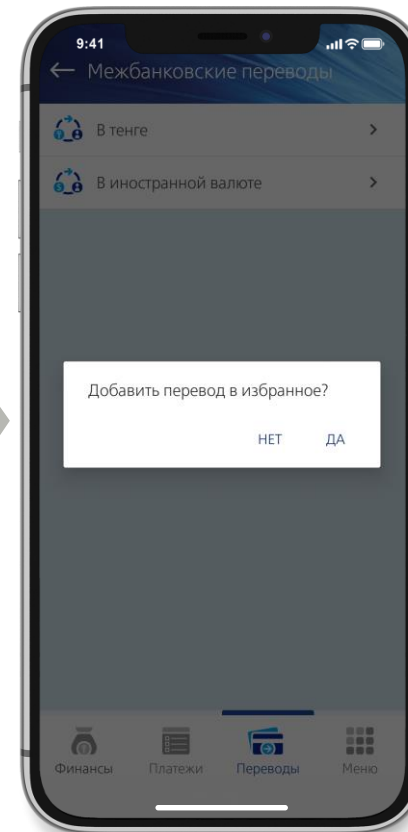 9:41
Межбанковские переводы
В тенге
В иностранной валюте
Добавить перевод в избранное?
НЕТ ДА
Финансы Платежи Переводы Меню